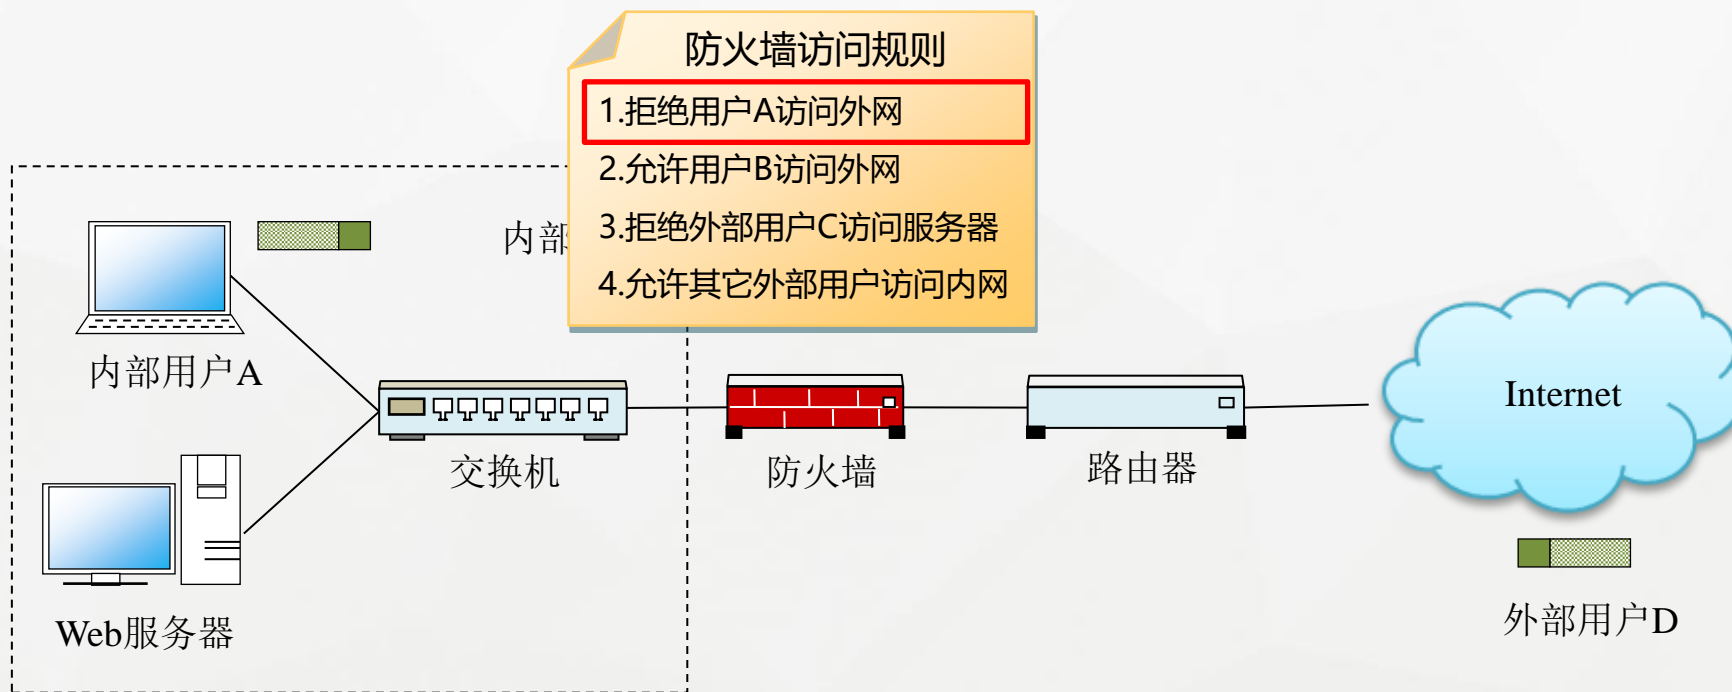 防火墙访问规则
1.拒绝用户A访问外网
2.允许用户B访问外网
3.拒绝外部用户C访问服务器
4.允许其它外部用户访问内网
内部
内部用户A
Internet
交换机
防火墙
路由器
Web服务器
外部用户D